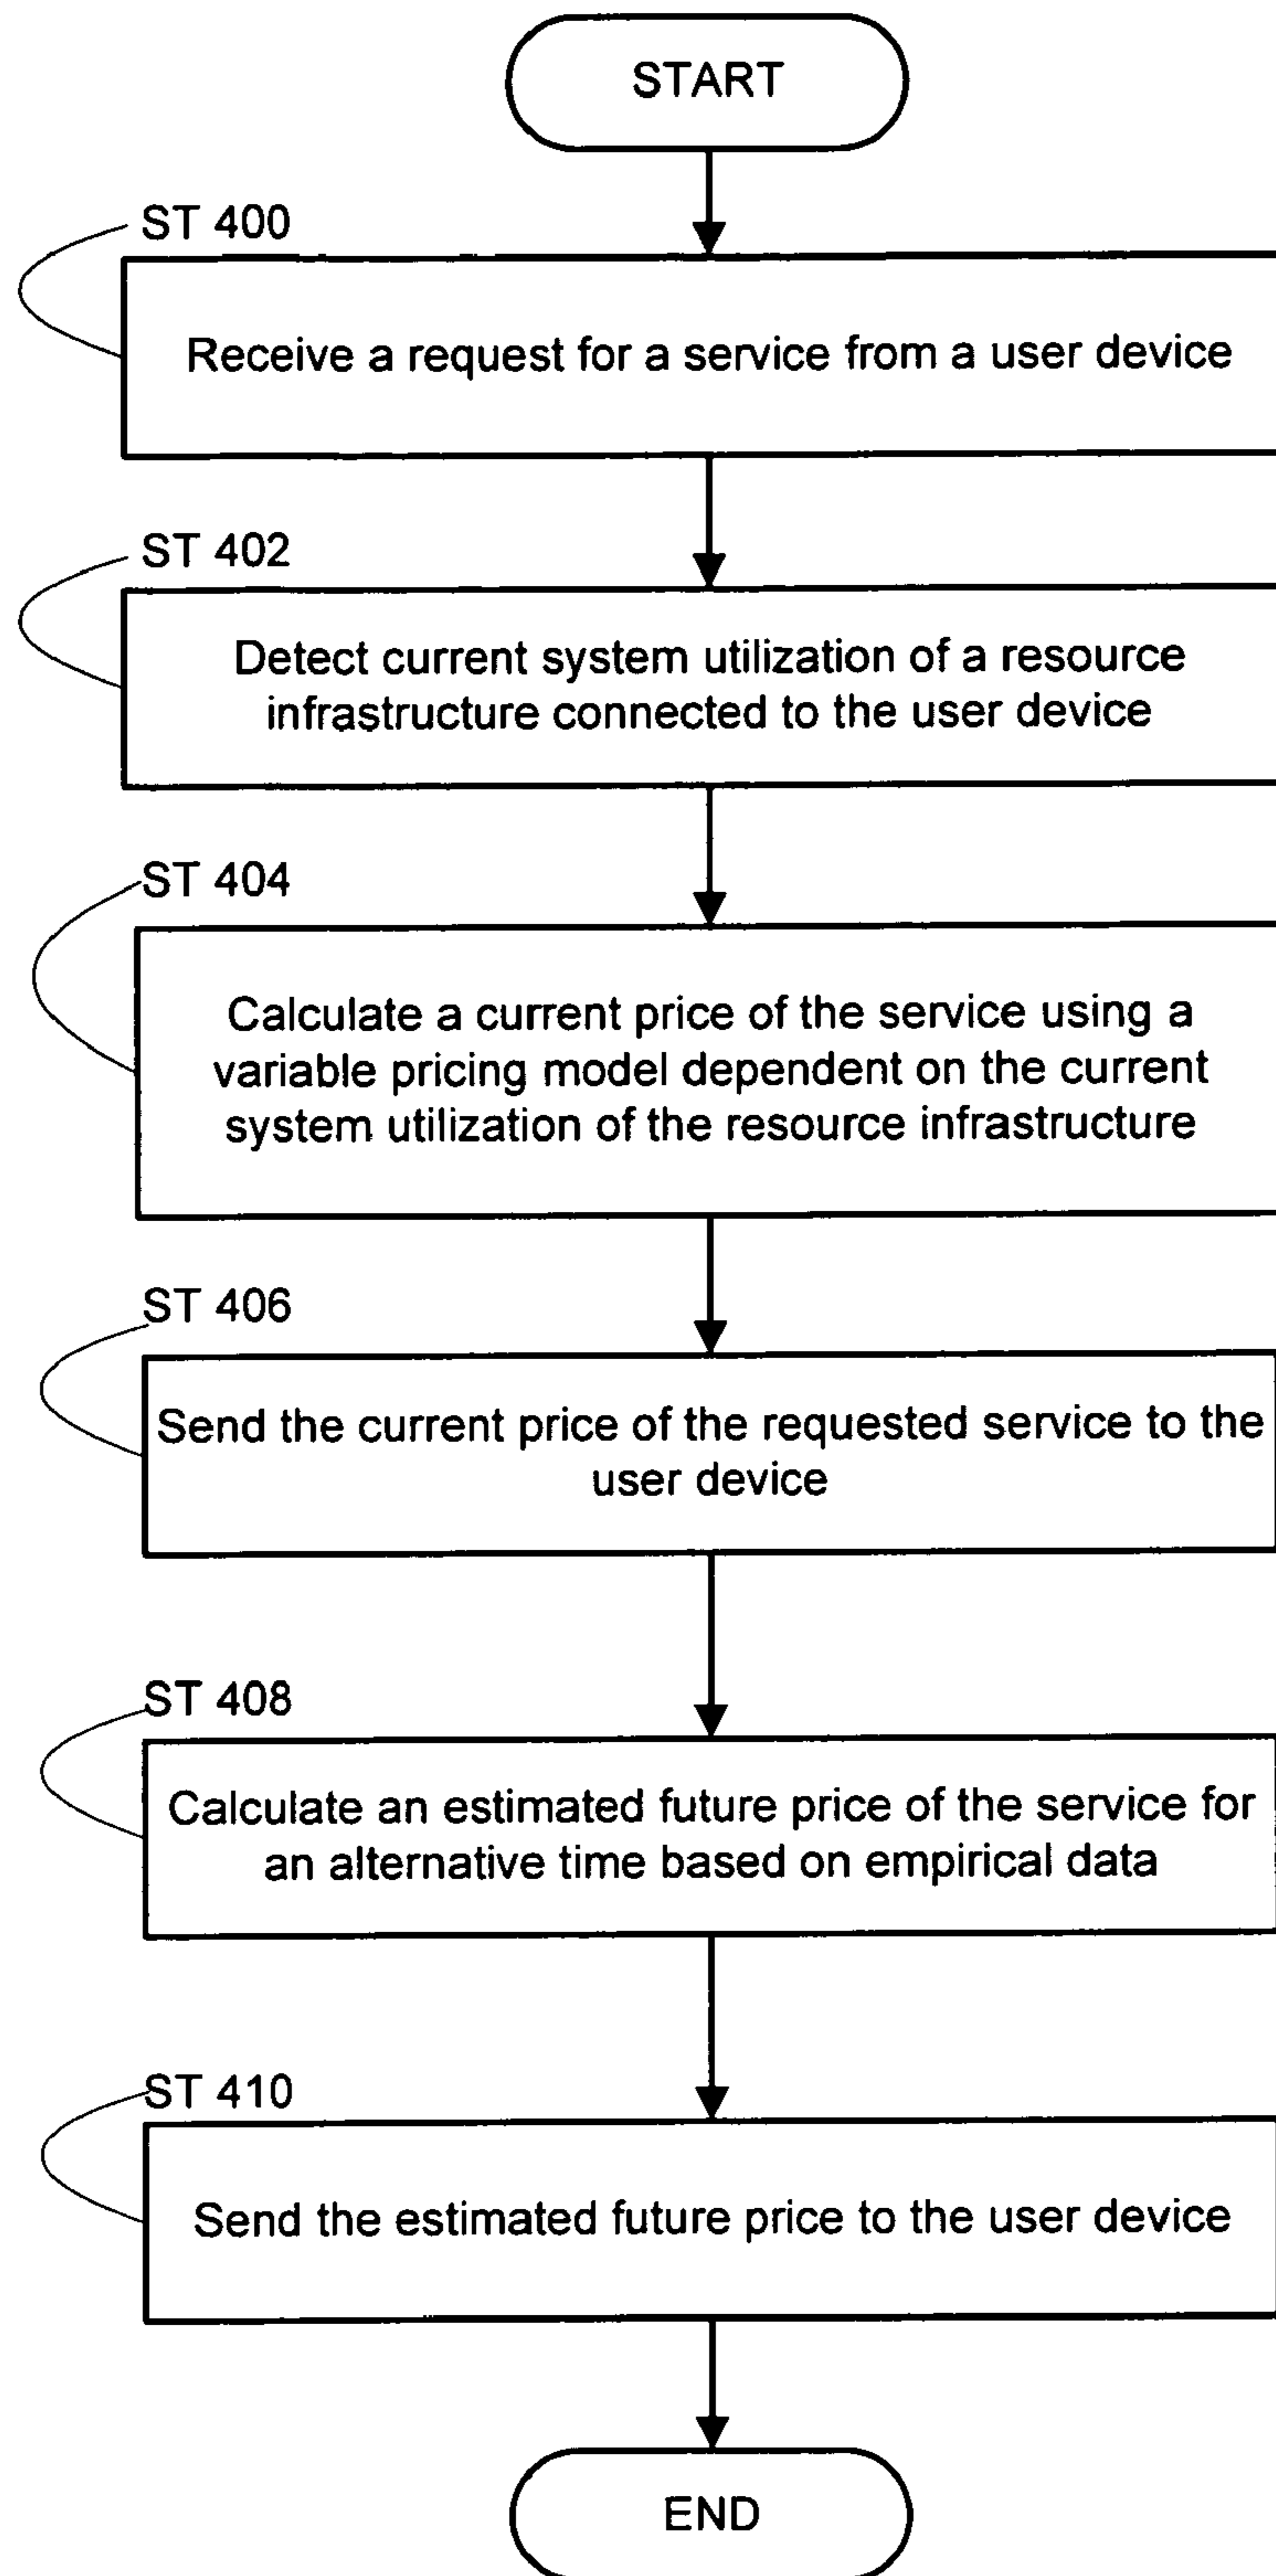 START
ST 400
Receive a request for a service from a user device
ST 402
Detect current system utilization of a resource
infrastructure connected to the user device
ST 404
Calculate a current price of the service using a
variable pricing model dependent on the current
system utilization of the resource infrastructure
ST 406
Send the current price of the requested service to the
user device
ST 408
Calculate an estimated future price of the service for
an alternative time based on empirical data
ST 410
Send the estimated future price to the user device
END